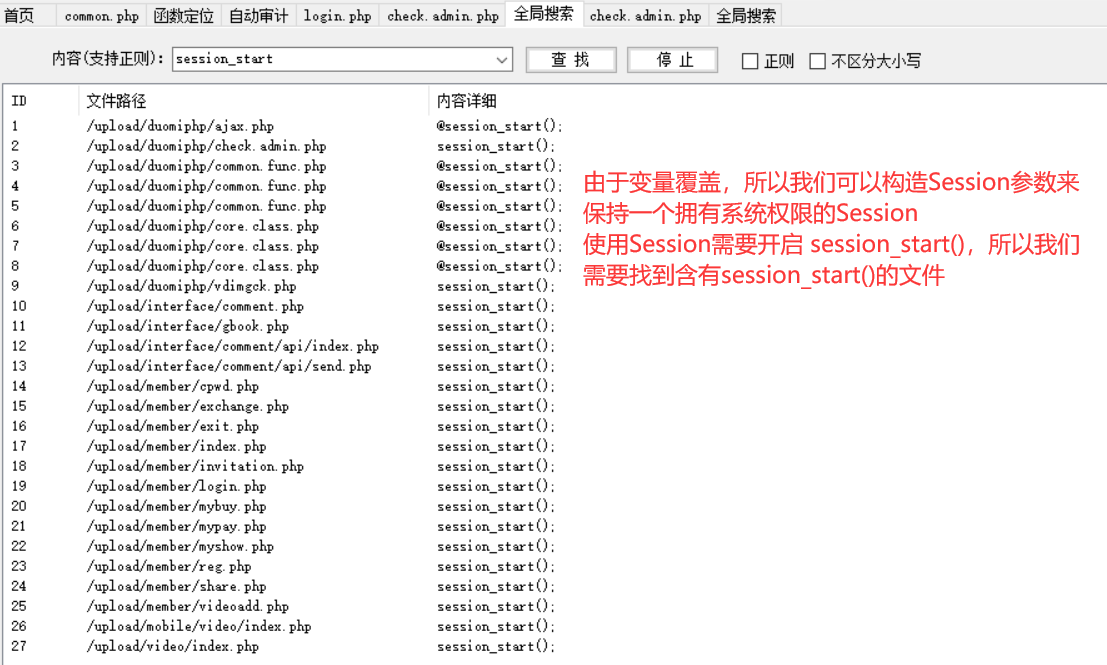 首页 common.php 函数定位 自动审计 login.php check.admin.php 全局搜索 check.admin.php 全局搜索
内容(支持正则): session_start 查 找 停 止 正则 不区分大小写
ID 文件路径 内容详细
1 /upload/duomiphp/ajax.php @session_start();
2 /upload/duomiphp/check.admin.php session_start();
3 /upload/duomiphp/common.func.php @session_start();
4 /upload/duomiphp/common.func.php @session_start();
5 /upload/duomiphp/common.func.php @session_start();
6 /upload/duomiphp/core.class.php @session_start();
7 /upload/duomiphp/core.class.php @session_start();
8 /upload/duomiphp/core.class.php @session_start();
9 /upload/duomiphp/vdimgck.php session_start();
10 /upload/interface/comment.php session_start();
11 /upload/interface/gbook.php session_start();
12 /upload/interface/comment/api/index.php session_start();
13 /upload/interface/comment/api/send.php session_start();
14 /upload/member/cpwd.php session_start();
15 /upload/member/exchange.php session_start();
16 /upload/member/exit.php session_start();
17 /upload/member/index.php session_start();
18 /upload/member/invitation.php session_start();
19 /upload/member/login.php session_start();
20 /upload/member/mybuy.php session_start();
21 /upload/member/mypay.php session_start();
22 /upload/member/myshow.php session_start();
23 /upload/member/reg.php session_start();
24 /upload/member/share.php session_start();
25 /upload/member/videoadd.php session_start();
26 /upload/mobile/video/index.php session_start();
27 /upload/video/index.php session_start();
由于变量覆盖，所以我们可以构造Session参数来
保持一个拥有系统权限的Session
使用Session需要开启 session_start()，所以我们
需要找到含有session_start()的文件